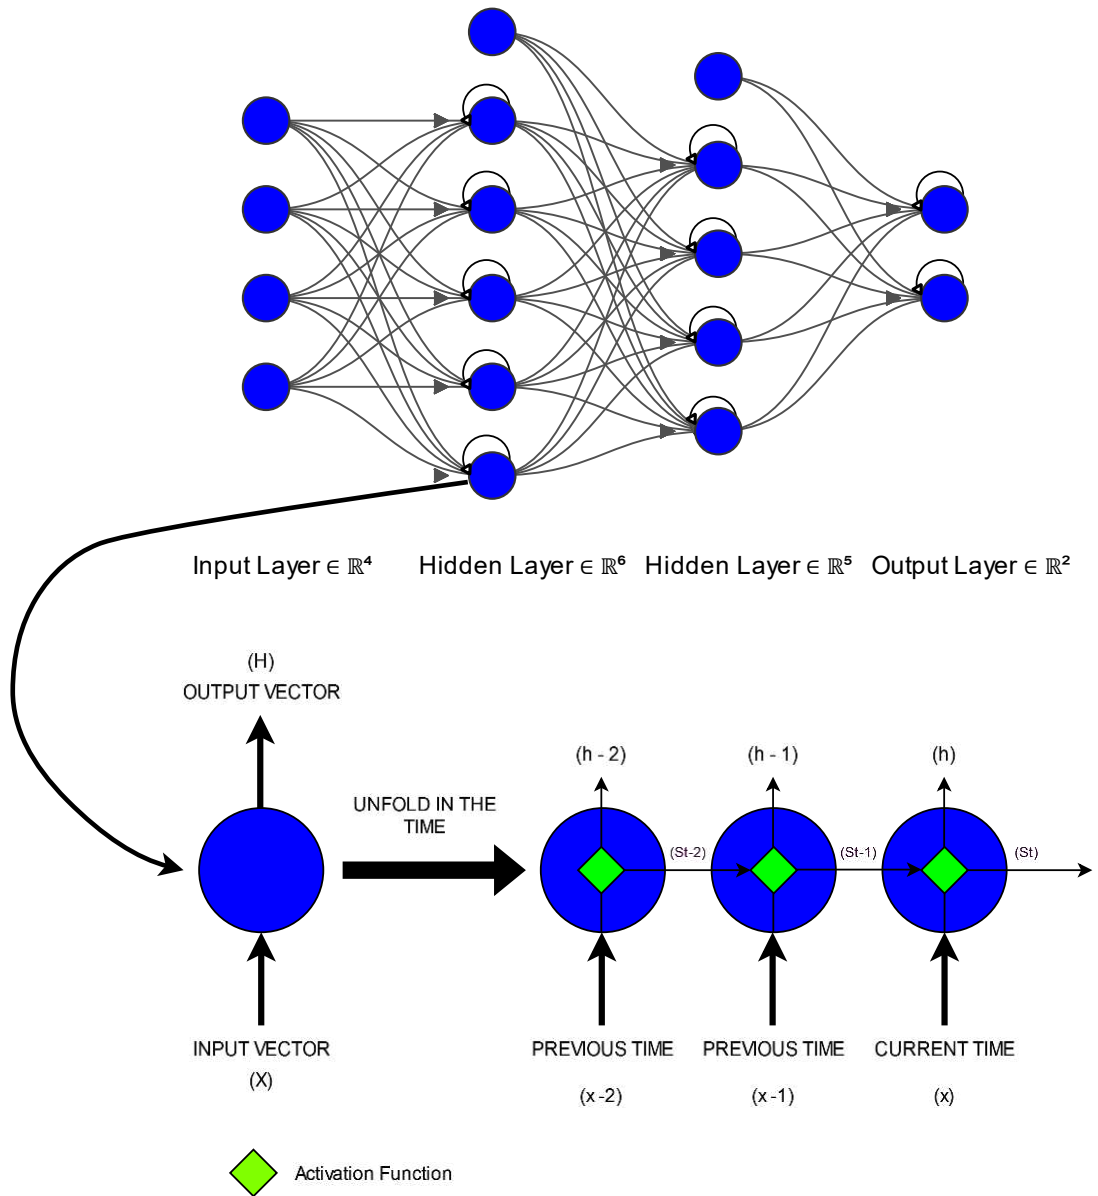 Input Layer ∈ ℝ⁴ Hidden Layer ∈ ℝ⁶ Hidden Layer ∈ ℝ⁵ Output Layer ∈ ℝ²
(H)
OUTPUT VECTOR
UNFOLD IN THE
TIME
(h - 2) (h - 1) (h)
(St-2) (St-1) (St)
INPUT VECTOR
(X)
PREVIOUS TIME PREVIOUS TIME CURRENT TIME
(x -2) (x -1) (x)
Activation Function